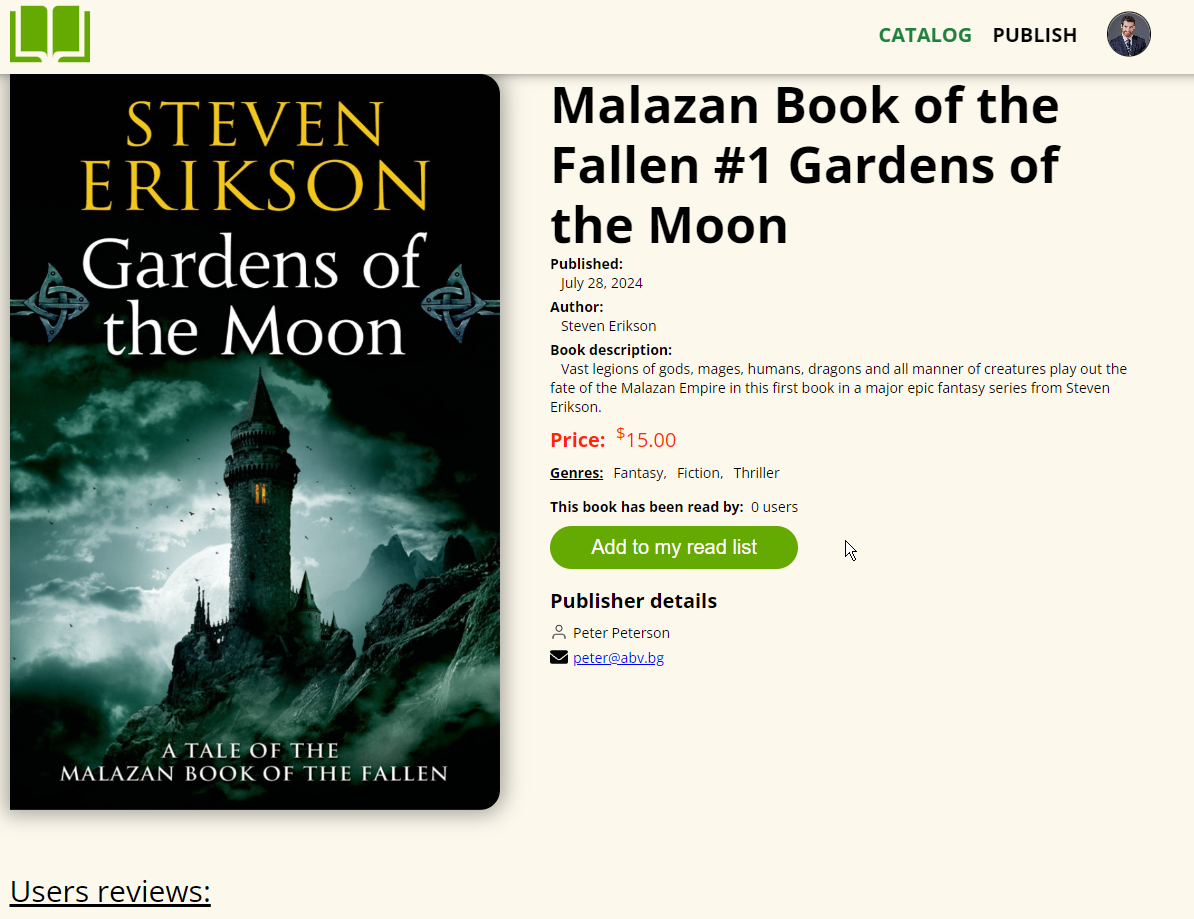 CATALOG PUBLISH
STEVEN
ERIKSON
Gardens of
the Moon
A TALE OF THE
MALAZAN BOOK OF THE FALLEN
Malazan Book of the
Fallen #1 Gardens of
the Moon
Published:
July 28, 2024
Author:
Steven Erikson
Book description:
Vast legions of gods, mages, humans, dragons and all manner of creatures play out the
fate of the Malazan Empire in this first book in a major epic fantasy series from Steven
Erikson.
Price: $15.00
Genres: Fantasy, Fiction, Thriller
This book has been read by: 0 users
Add to my read list
Publisher details
Peter Peterson
peter@abv.bg
Users reviews: